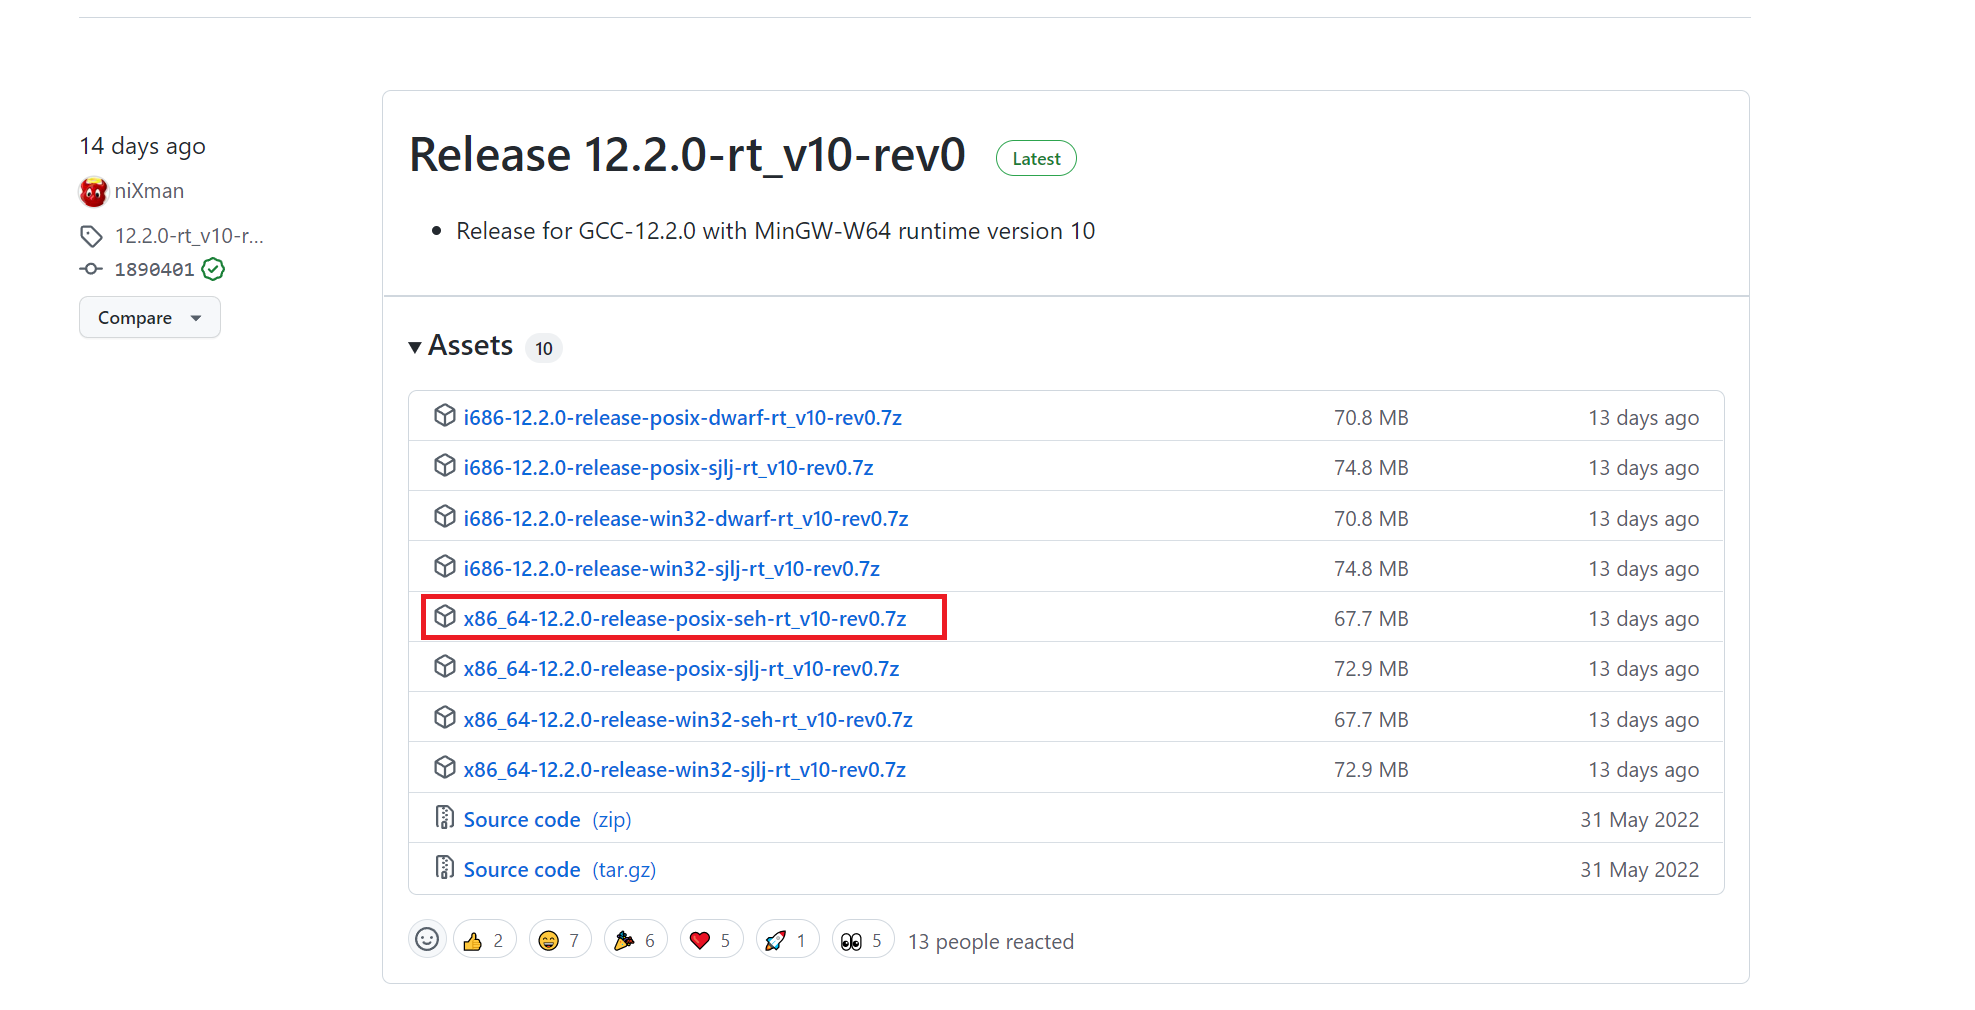 14 days ago
niXman
12.2.0-rt_v10-r...
1890401
Compare
Release 12.2.0-rt_v10-rev0 Latest
Release for GCC-12.2.0 with MinGW-W64 runtime version 10
Assets 10
i686-12.2.0-release-posix-dwarf-rt_v10-rev0.7z 70.8 MB 13 days ago
i686-12.2.0-release-posix-sjlj-rt_v10-rev0.7z 74.8 MB 13 days ago
i686-12.2.0-release-win32-dwarf-rt_v10-rev0.7z 70.8 MB 13 days ago
i686-12.2.0-release-win32-sjlj-rt_v10-rev0.7z 74.8 MB 13 days ago
x86_64-12.2.0-release-posix-seh-rt_v10-rev0.7z 67.7 MB 13 days ago
x86_64-12.2.0-release-posix-sjlj-rt_v10-rev0.7z 72.9 MB 13 days ago
x86_64-12.2.0-release-win32-seh-rt_v10-rev0.7z 67.7 MB 13 days ago
x86_64-12.2.0-release-win32-sjlj-rt_v10-rev0.7z 72.9 MB 13 days ago
Source code (zip) 31 May 2022
Source code (tar.gz) 31 May 2022
2 7 6 5 1 5 13 people reacted